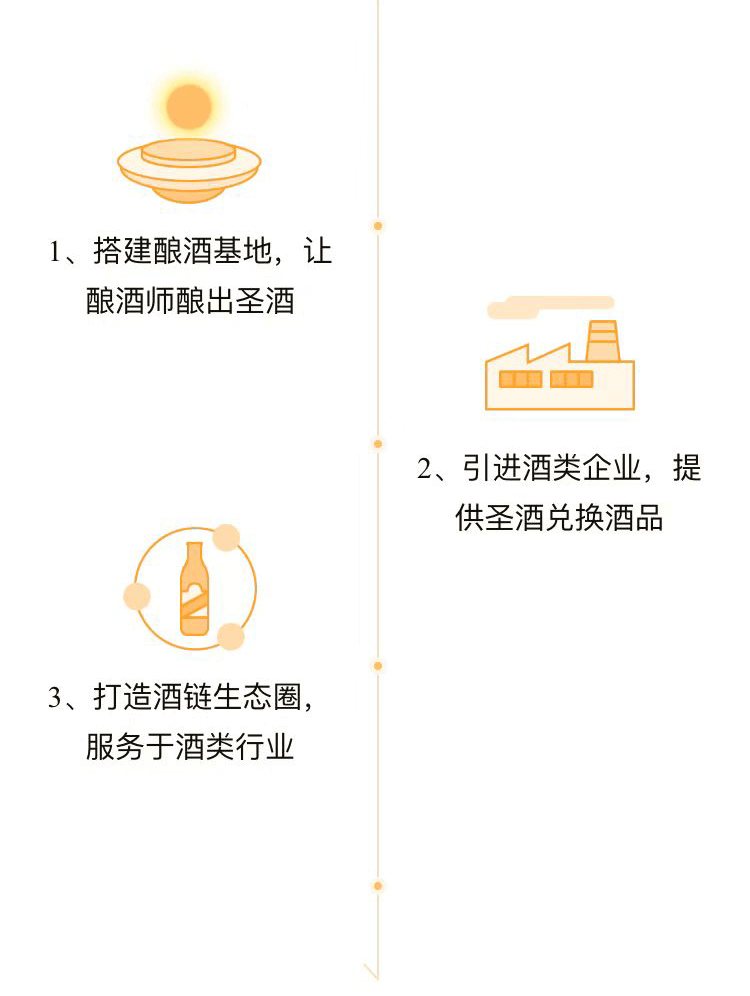 1、搭建酿酒基地，让
酿酒师酿出圣酒
2、引进酒类企业，提
供圣酒兑换酒品
3、打造酒链生态圈，
服务于酒类行业